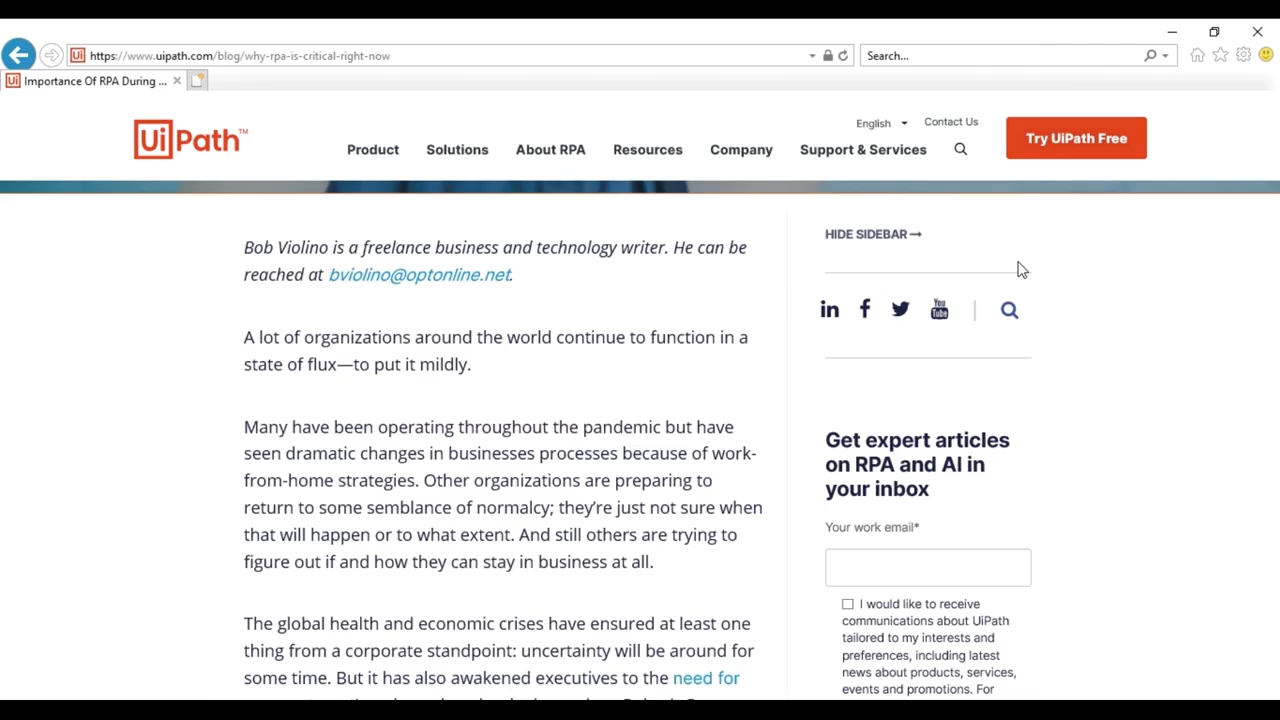 https://www.uipath.com/blog/why-rpa-is-critical-right-now
Search...
Ui Importance Of RPA During ...
UiPath™
English
Contact Us
Try UiPath Free
Product
Solutions
About RPA
Resources
Company
Support & Services
Bob Violino is a freelance business and technology writer. He can be
reached at bviolino@optonline.net.
A lot of organizations around the world continue to function in a
state of flux—to put it mildly.
Many have been operating throughout the pandemic but have
seen dramatic changes in businesses processes because of work-
from-home strategies. Other organizations are preparing to
return to some semblance of normalcy; they're just not sure when
that will happen or to what extent. And still others are trying to
figure out if and how they can stay in business at all.
The global health and economic crises have ensured at least one
thing from a corporate standpoint: uncertainty will be around for
some time. But it has also awakened executives to the need for
HIDE SIDEBAR
in
f
You
Tube
Get expert articles
on RPA and AI in
your inbox
Your work email*
I would like to receive
communications about UiPath
tailored to my interests and
preferences, including latest
news about products, services,
events and promotions. For